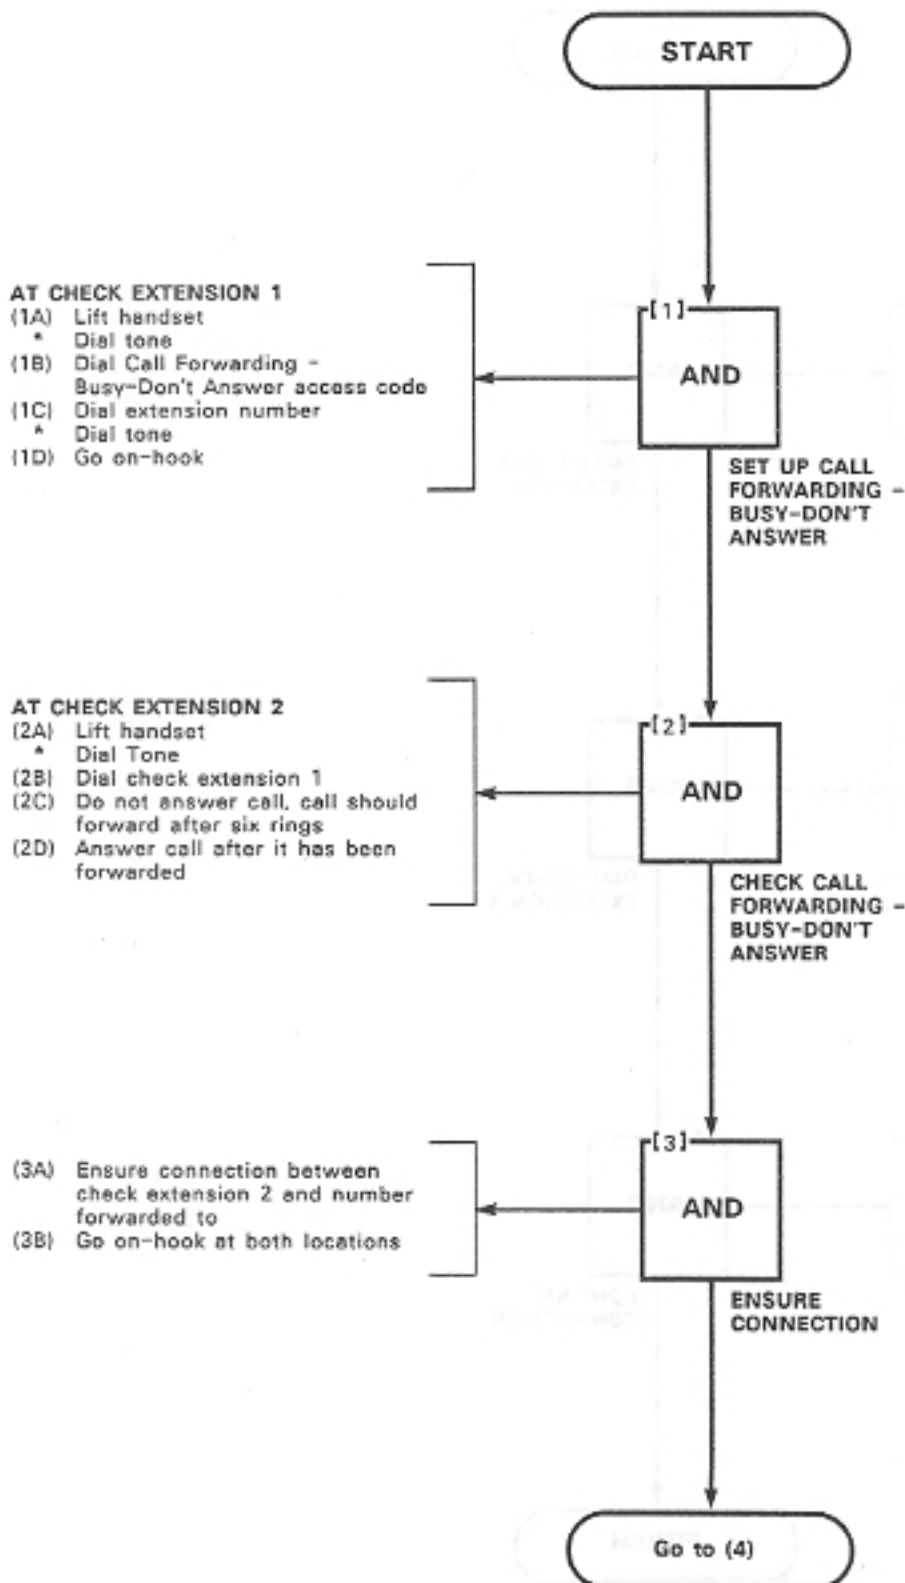 START
AT CHECK EXTENSION 1
(1A) Lift handset
* Dial tone
(1B) Dial Call Forwarding -
Busy-Don't Answer access code
(1C) Dial extension number
* Dial tone
(1D) Go on-hook
[1]
AND
SET UP CALL
FORWARDING -
BUSY-DON'T
ANSWER
AT CHECK EXTENSION 2
(2A) Lift handset
* Dial Tone
(2B) Dial check extension 1
(2C) Do not answer call, call should
forward after six rings
(2D) Answer call after it has been
forwarded
[2]
AND
CHECK CALL
FORWARDING -
BUSY-DON'T
ANSWER
(3A) Ensure connection between
check extension 2 and number
forwarded to
(3B) Go on-hook at both locations
[3]
AND
ENSURE
CONNECTION
Go to (4)